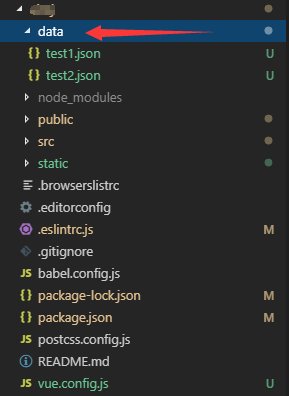 data
{ } test1.json U
{ } test2.json U
node_modules
public
src
static
.browserslistrc
.editorconfig
.eslintrc.js M
.gitignore
JS babel.config.js
{ } package-lock.json M
{ } package.json M
JS postcss.config.js
README.md
JS vue.config.js U